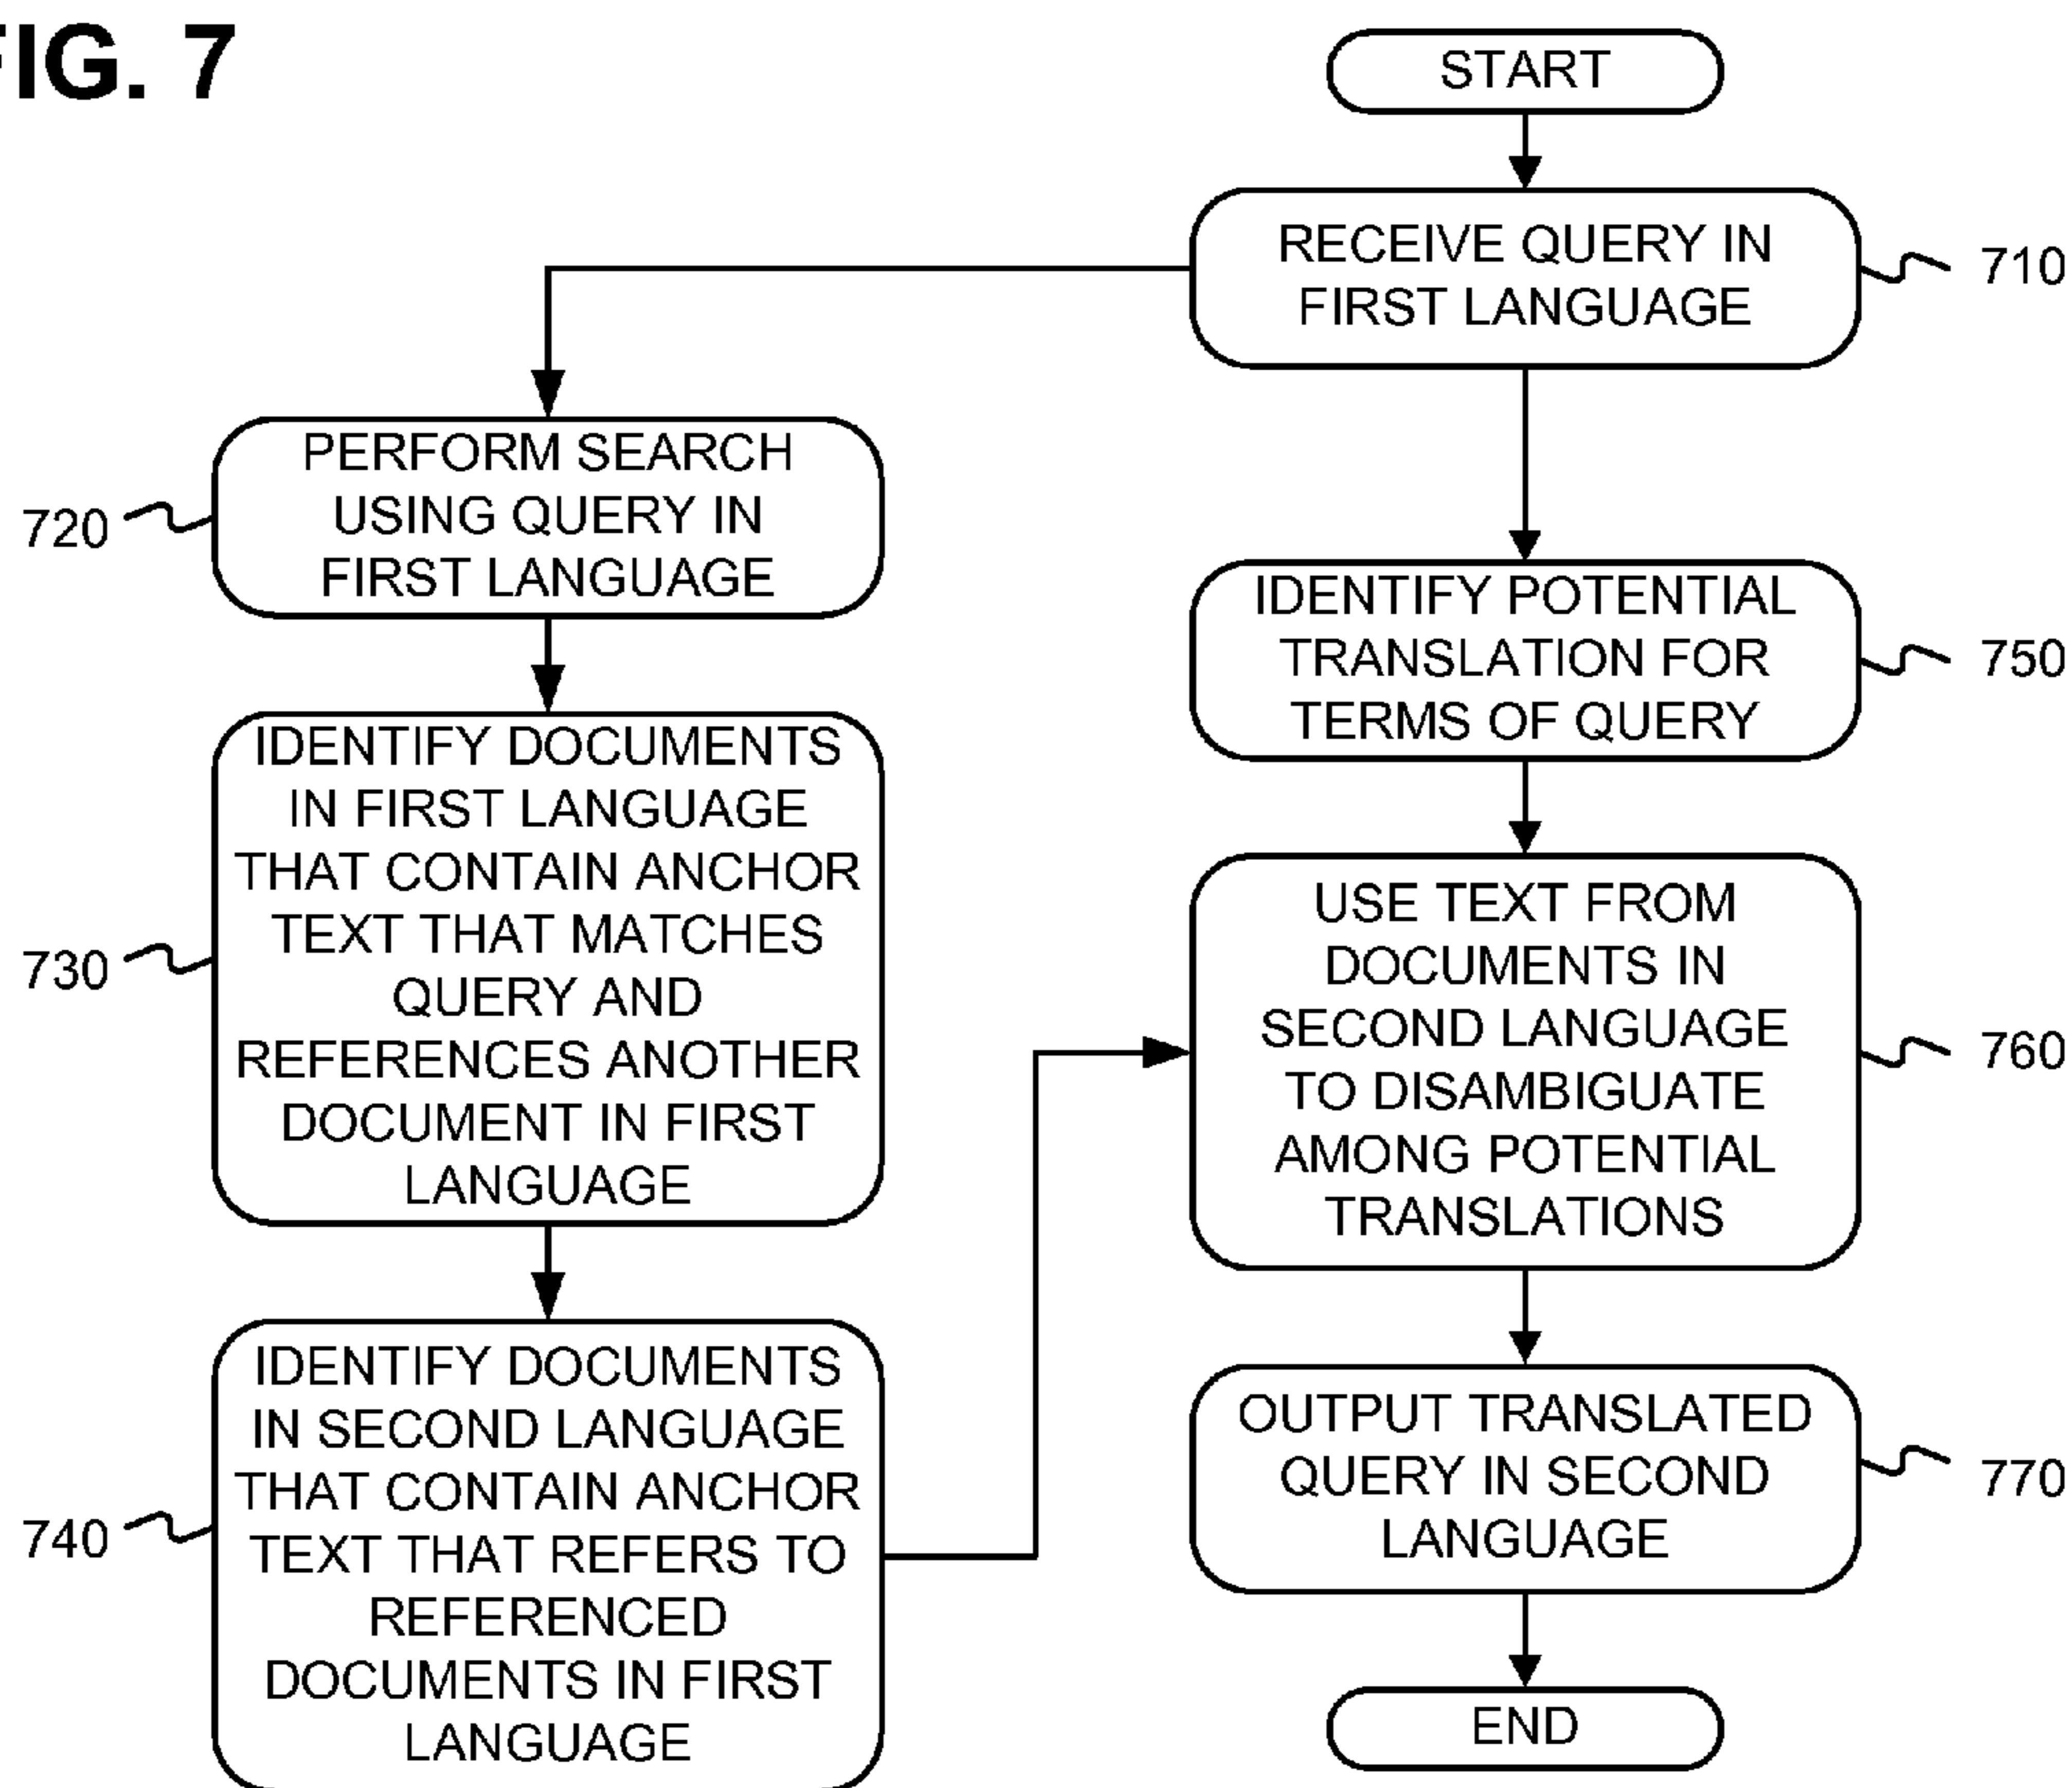 FIG. 7
START
RECEIVE QUERY IN
FIRST LANGUAGE
710
PERFORM SEARCH
USING QUERY IN
FIRST LANGUAGE
720
IDENTIFY DOCUMENTS
IN FIRST LANGUAGE
THAT CONTAIN ANCHOR
TEXT THAT MATCHES
QUERY AND
REFERENCES ANOTHER
DOCUMENT IN FIRST
LANGUAGE
730
IDENTIFY DOCUMENTS
IN SECOND LANGUAGE
THAT CONTAIN ANCHOR
TEXT THAT REFERS TO
REFERENCED
DOCUMENTS IN FIRST
LANGUAGE
740
IDENTIFY POTENTIAL
TRANSLATION FOR
TERMS OF QUERY
750
USE TEXT FROM
DOCUMENTS IN
SECOND LANGUAGE
TO DISAMBIGUATE
AMONG POTENTIAL
TRANSLATIONS
760
OUTPUT TRANSLATED
QUERY IN SECOND
LANGUAGE
770
END